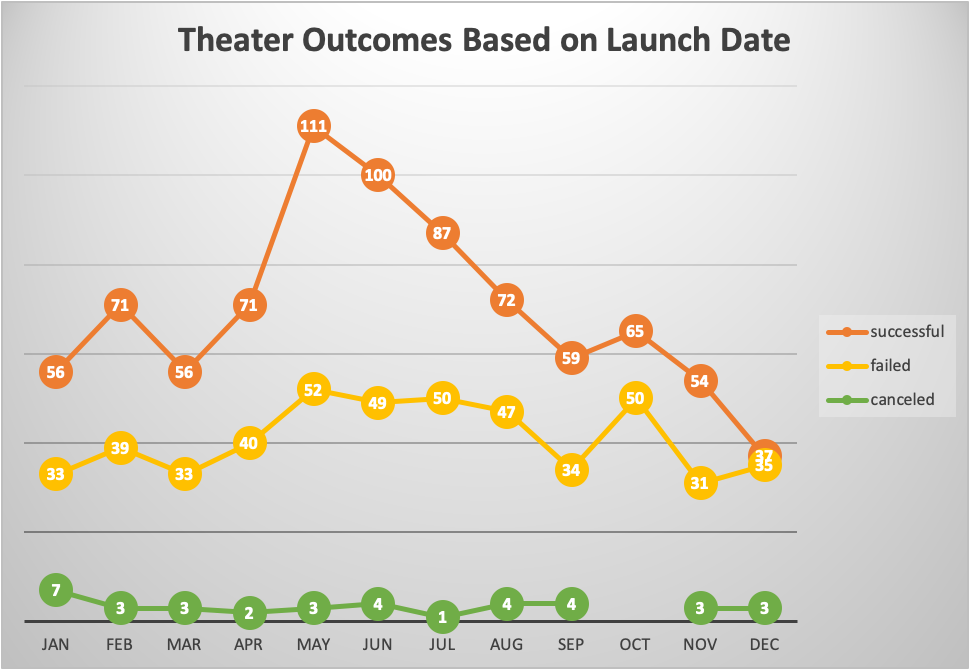 Theater Outcomes Based on Launch Date
111
100
87
71 71 72
65
56 56 59
54
52 49 50 47 50
37
39 40
33 33 34 31 35
7
3 3 2 3 4 1 4 4 3 3
JAN FEB MAR APR MAY JUN JUL AUG SEP OCT NOV DEC
successful
failed
canceled